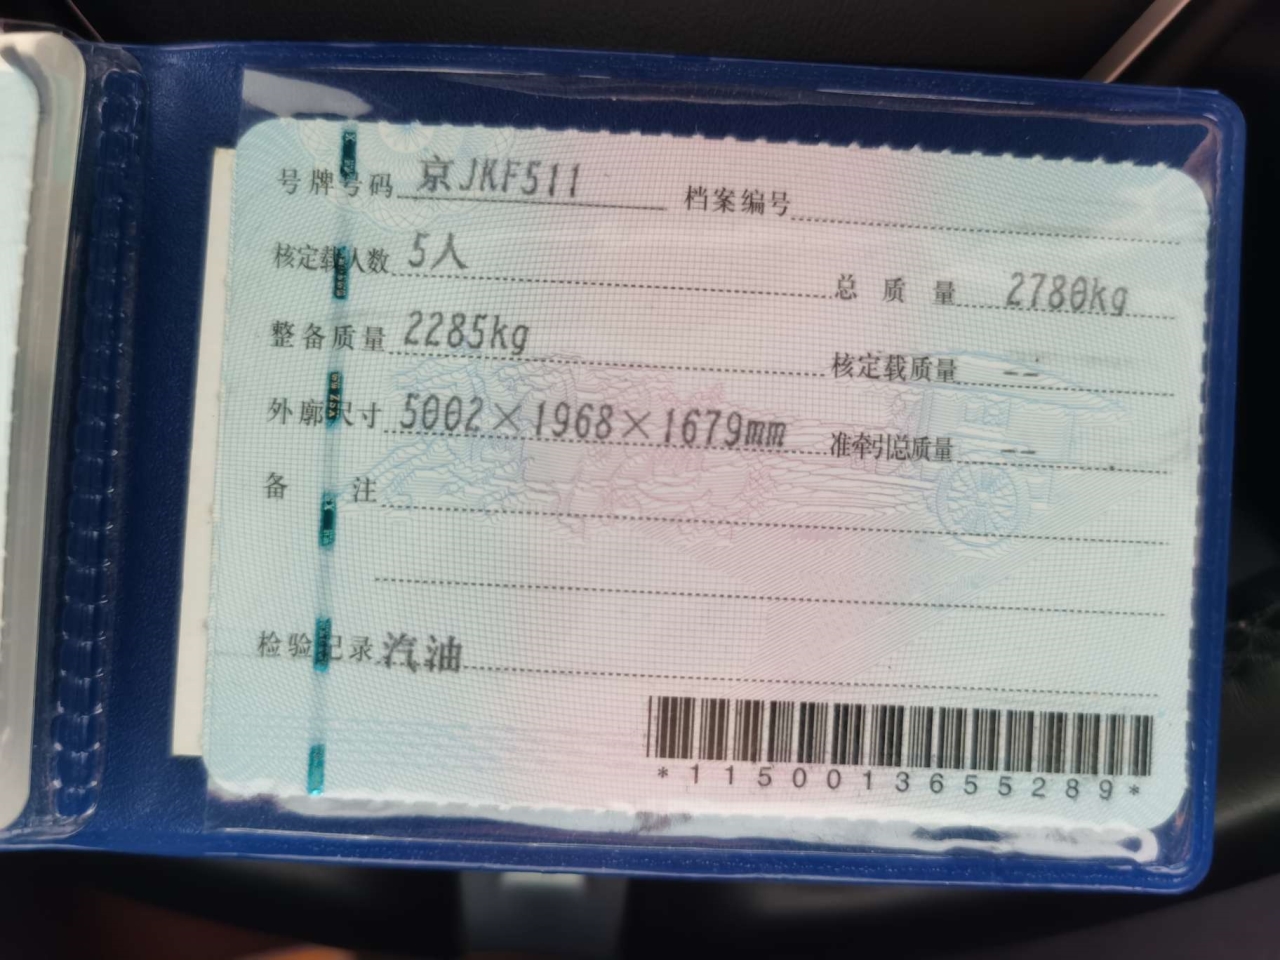 号牌号码 京JKF511 档案编号
核定载人数 5人 总质量 2780kg
整备质量 2285kg 核定载质量 --
外廓尺寸 5002×1968×1679mm 准牵引总质量 --
备注
检验记录 汽油
*1150013655289*